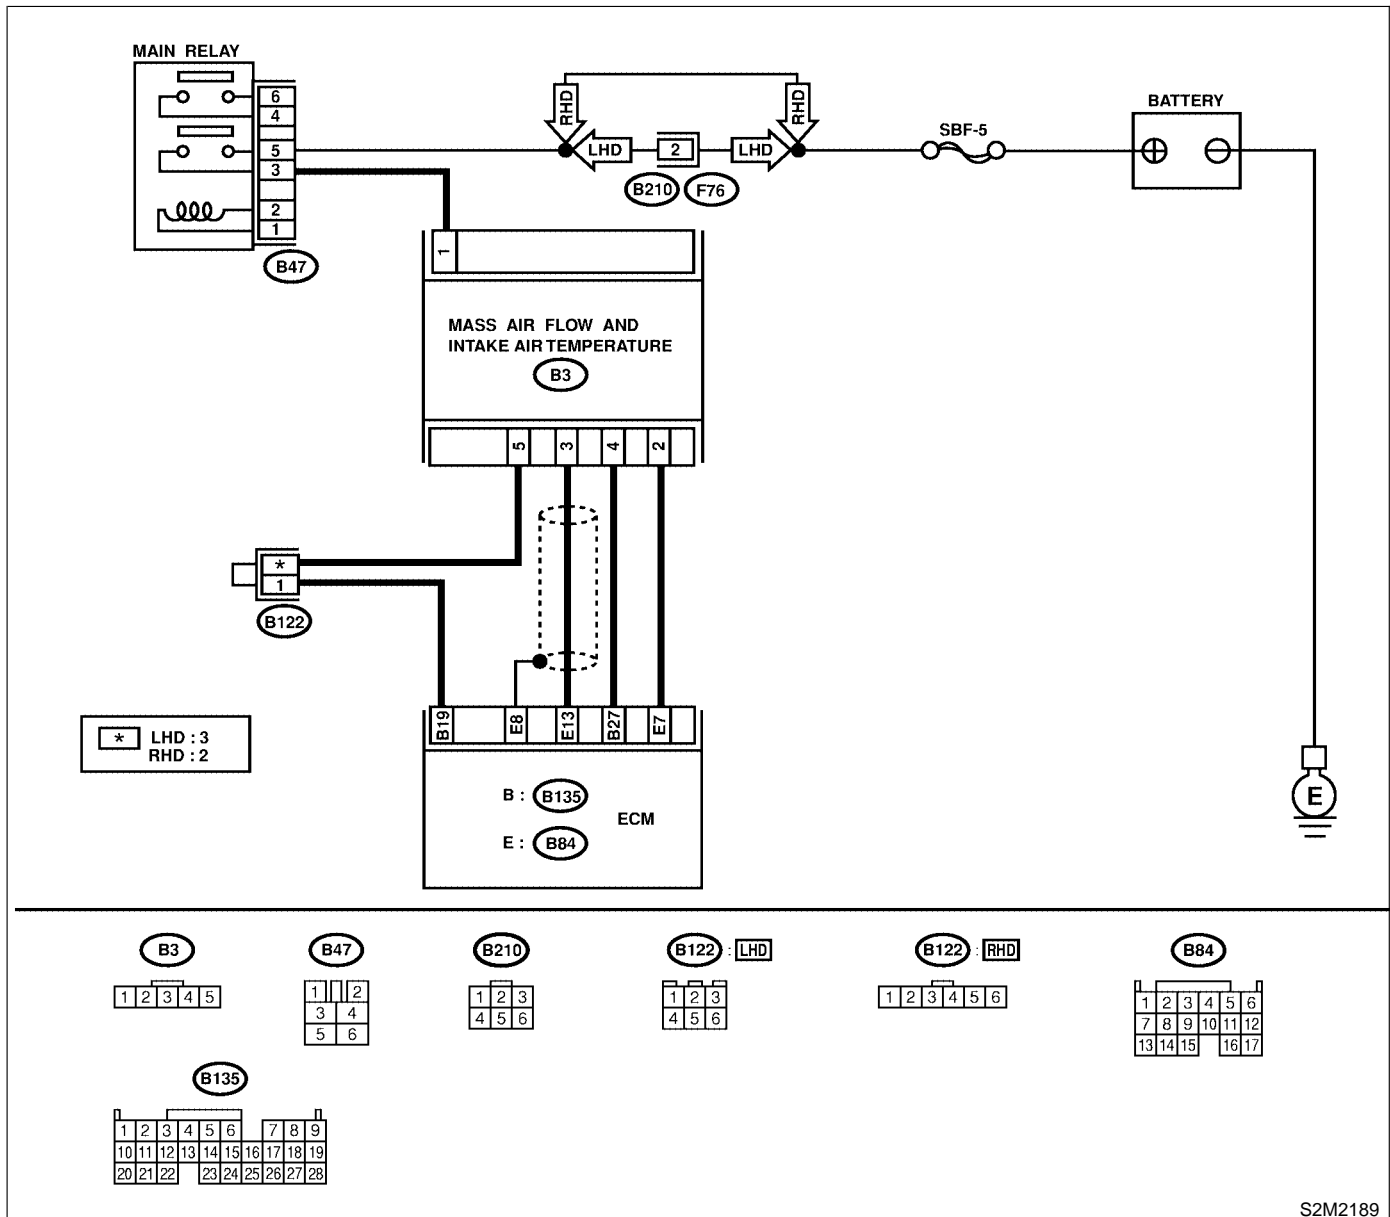 MAIN RELAY
6
4
5
3
2
1
B47
RHD
RHD
LHD
2
LHD
B210
F76
SBF-5
BATTERY
1
MASS AIR FLOW AND
INTAKE AIR TEMPERATURE
B3
5
3
4
2
*
1
B122
* LHD : 3
RHD : 2
B19
E8
E13
B27
E7
B : B135
E : B84
ECM
E
B3
1 2 3 4 5
B47
1 2
3 4
5 6
B210
1 2 3
4 5 6
B122 : LHD
1 2 3
4 5 6
B122 : RHD
1 2 3 4 5 6
B84
1 2 3 4 5 6
7 8 9 10 11 12
13 14 15 16 17
B135
1 2 3 4 5 6 7 8 9
10 11 12 13 14 15 16 17 18 19
20 21 22 23 24 25 26 27 28
S2M2189